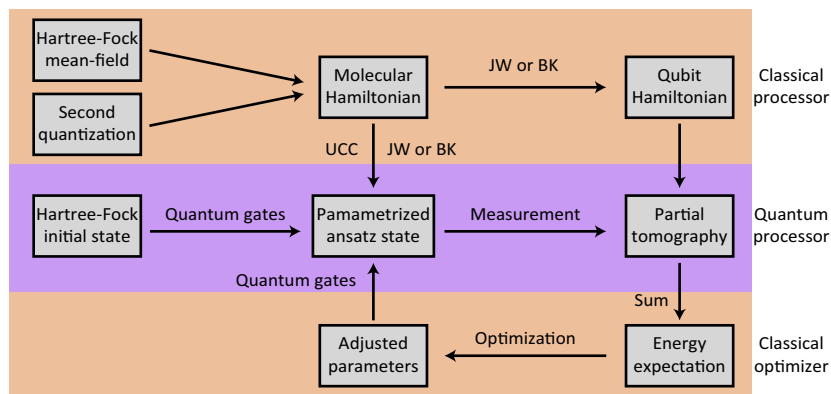 Hartree-Fock
mean-field
Second
quantization
Molecular
Hamiltonian
JW or BK
Qubit
Hamiltonian
Classical
processor
UCC
JW or BK
Hartree-Fock
initial state
Quantum gates
Pamametrized
ansatz state
Measurement
Partial
tomography
Quantum
processor
Quantum gates
Sum
Adjusted
parameters
Optimization
Energy
expectation
Classical
optimizer